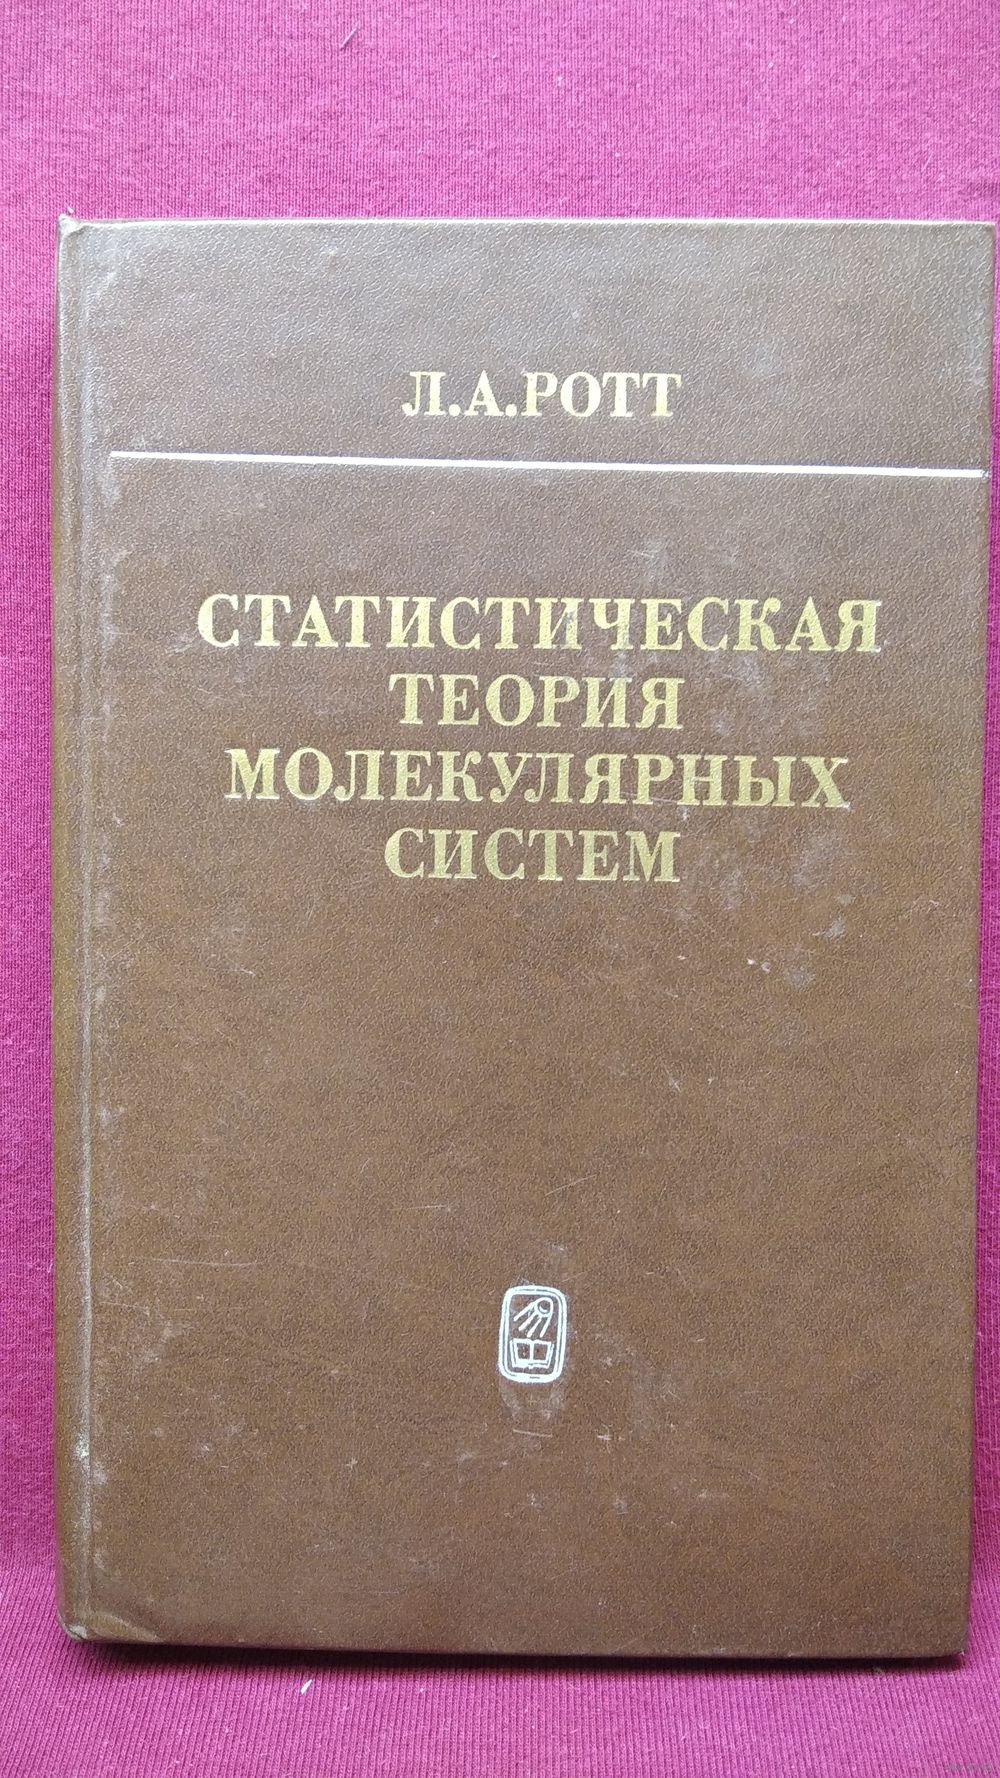 Л.А.РОТТ
СТАТИСТИЧЕСКАЯ
ТЕОРИЯ
МОЛЕКУЛЯРНЫХ
СИСТЕМ